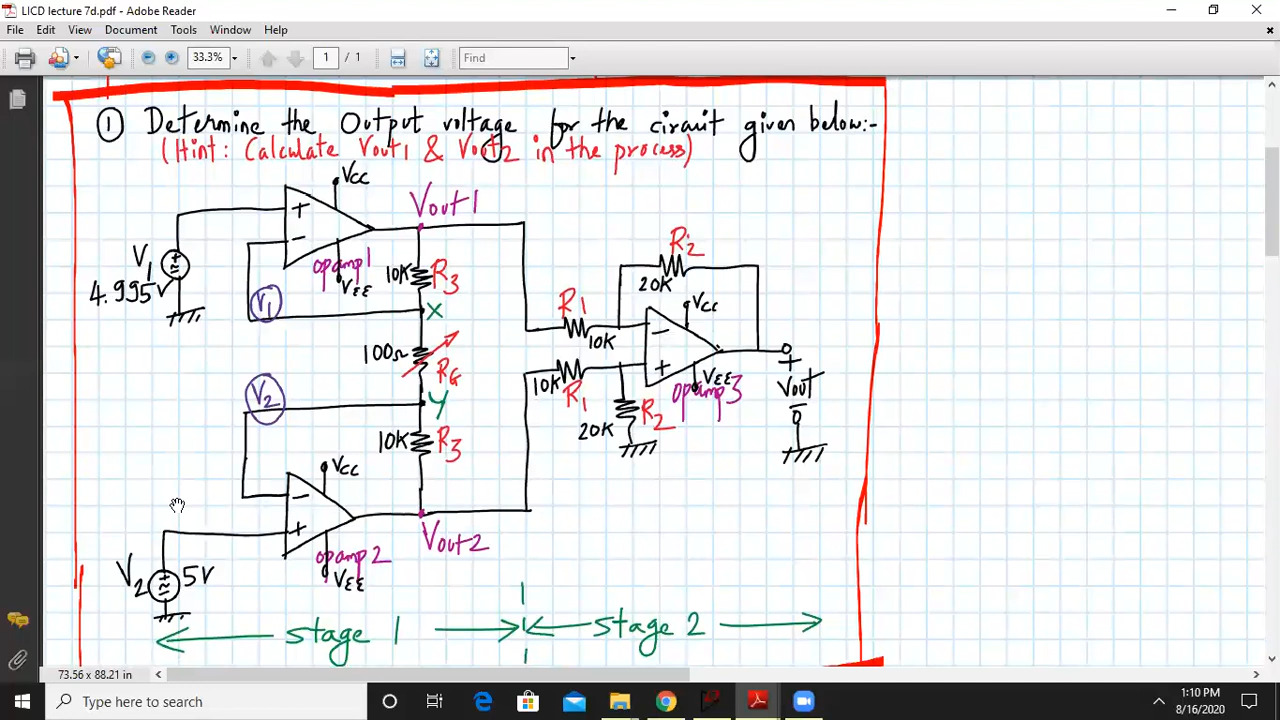 LICD lecture 7d.pdf - Adobe Reader
File Edit View Document Tools Window Help
33.3% 1 / 1 Find
① Determine the Output voltage for the circuit given below:-
(Hint: Calculate Vout1 & Vout2 in the process)
VCC
+
-
Vout1
opamp1
VEE
V1
4.995V
V1
10K R3
X
100Ω RG
V2
Y
10K R3
VCC
-
+
opamp2
VEE
Vout2
V2 5V
R2
20K
R1
10K
VCC
-
+
10K
R1
VEE
opamp3
R2
20K
+
Vout
-
stage 1 stage 2
73.56 x 88.21 in
Type here to search
1:10 PM
8/16/2020